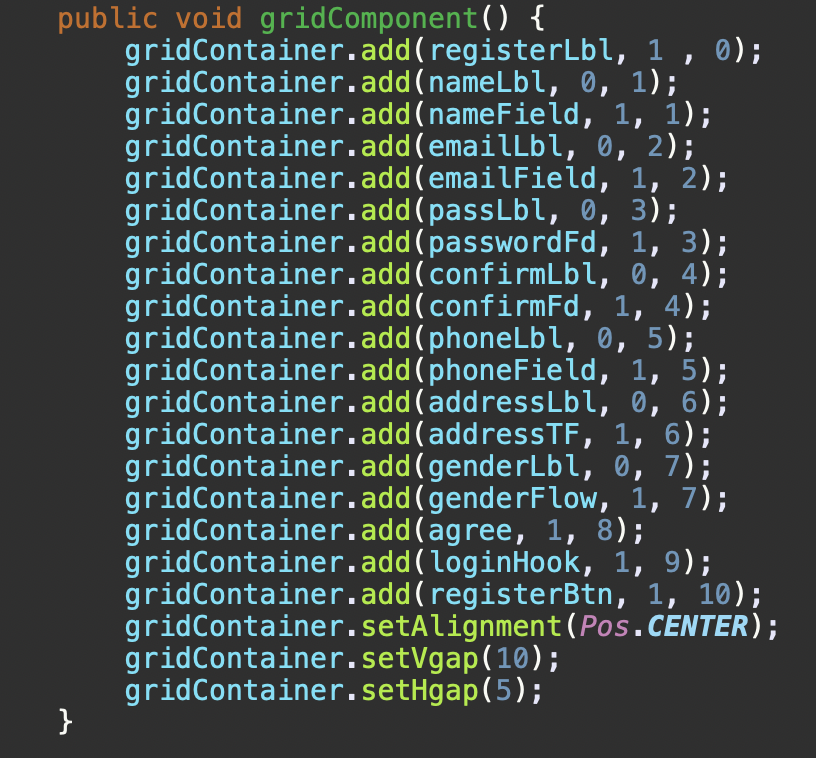 public void gridComponent() {
gridContainer.add(registerLbl, 1 , 0);
gridContainer.add(nameLbl, 0, 1);
gridContainer.add(nameField, 1, 1);
gridContainer.add(emailLbl, 0, 2);
gridContainer.add(emailField, 1, 2);
gridContainer.add(passLbl, 0, 3);
gridContainer.add(passwordFd, 1, 3);
gridContainer.add(confirmLbl, 0, 4);
gridContainer.add(confirmFd, 1, 4);
gridContainer.add(phoneLbl, 0, 5);
gridContainer.add(phoneField, 1, 5);
gridContainer.add(addressLbl, 0, 6);
gridContainer.add(addressTF, 1, 6);
gridContainer.add(genderLbl, 0, 7);
gridContainer.add(genderFlow, 1, 7);
gridContainer.add(agree, 1, 8);
gridContainer.add(loginHook, 1, 9);
gridContainer.add(registerBtn, 1, 10);
gridContainer.setAlignment(Pos.CENTER);
gridContainer.setVgap(10);
gridContainer.setHgap(5);
}